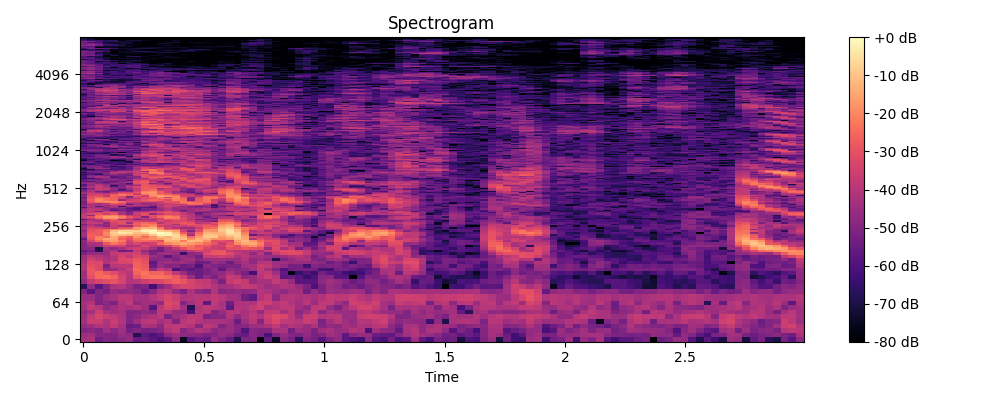 Spectrogram
Hz
4096
2048
1024
512
256
128
64
0
0 0.5 1 1.5 2 2.5
Time
+0 dB
-10 dB
-20 dB
-30 dB
-40 dB
-50 dB
-60 dB
-70 dB
-80 dB